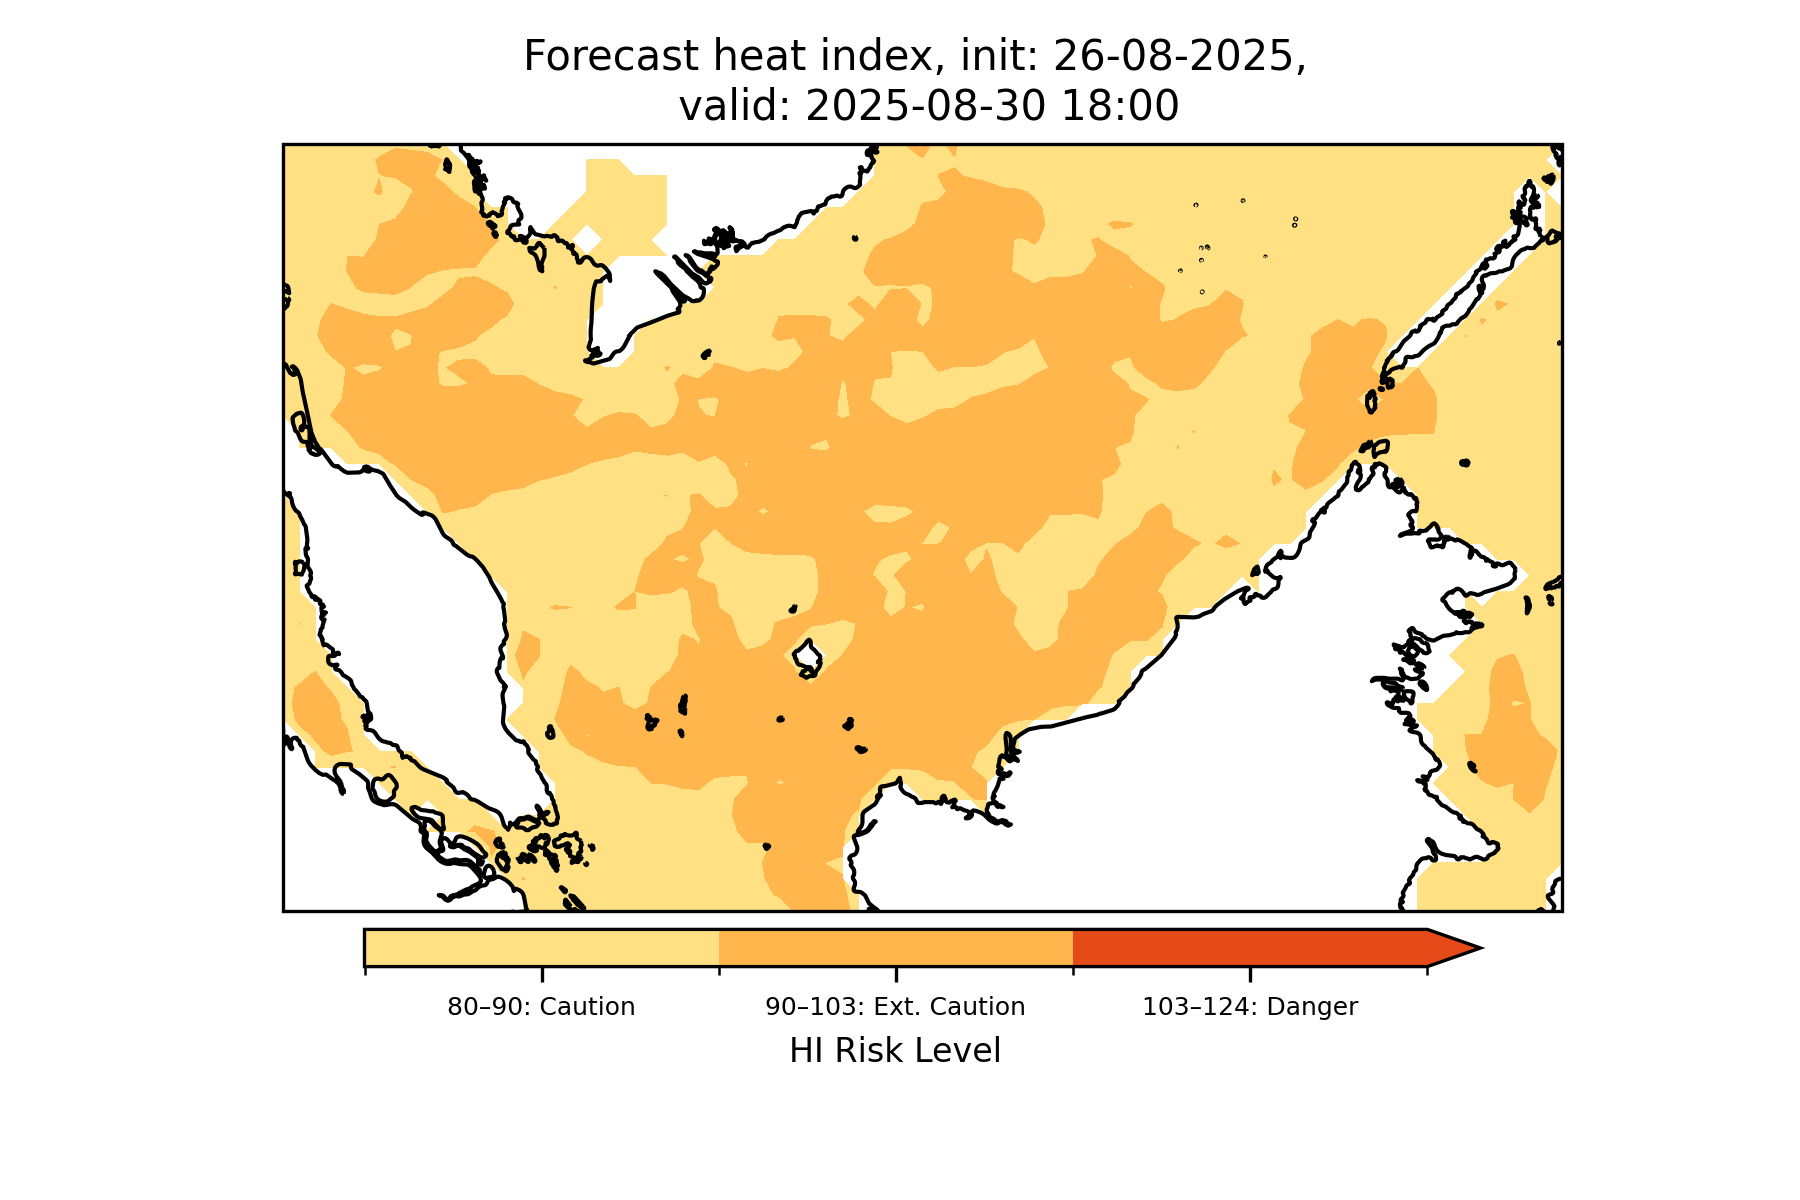 Forecast heat index, init: 26-08-2025,
valid: 2025-08-30 18:00
80–90: Caution
90–103: Ext. Caution
103–124: Danger
HI Risk Level